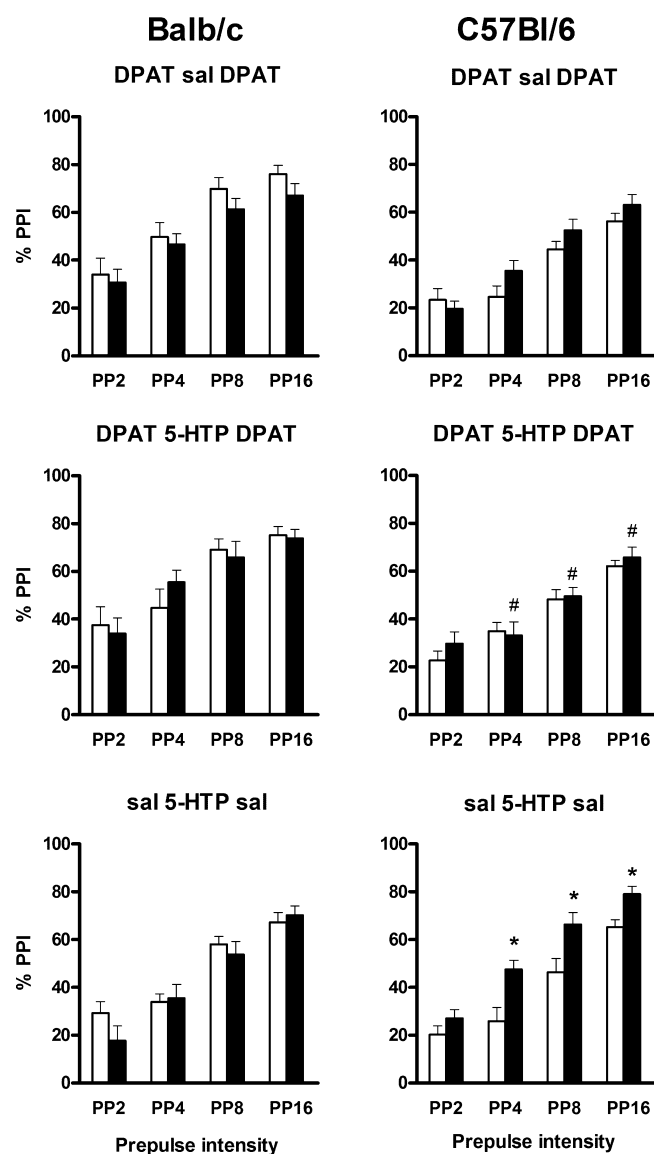 Balb/c
C57Bl/6
DPAT sal DPAT
DPAT sal DPAT
% PPI
100
80
60
40
20
0
PP2 PP4 PP8 PP16
100
80
60
40
20
0
PP2 PP4 PP8 PP16
DPAT 5-HTP DPAT
DPAT 5-HTP DPAT
% PPI
100
80
60
40
20
0
PP2 PP4 PP8 PP16
100
80
60
40
20
0
# # #
PP2 PP4 PP8 PP16
sal 5-HTP sal
sal 5-HTP sal
% PPI
100
80
60
40
20
0
PP2 PP4 PP8 PP16
Prepulse intensity
100
80
60
40
20
0
* * *
PP2 PP4 PP8 PP16
Prepulse intensity